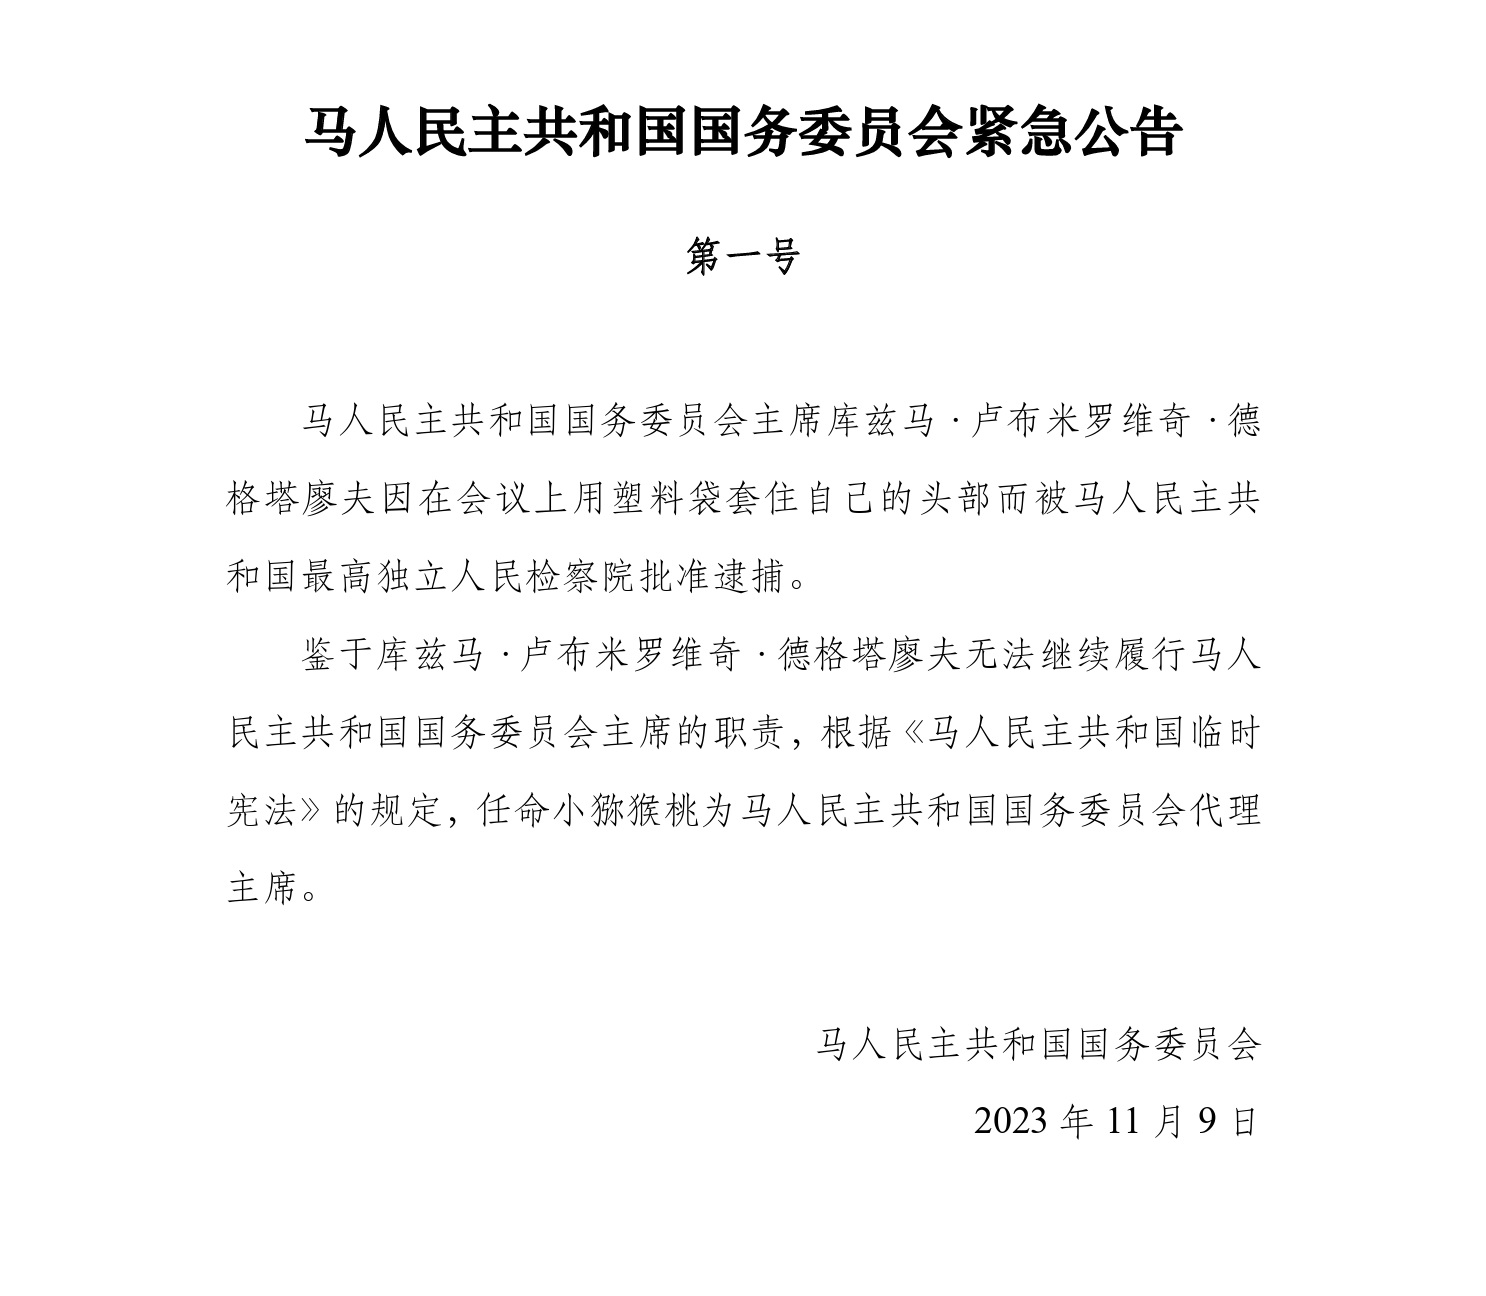 马人民主共和国国务委员会紧急公告
第一号
马人民主共和国国务委员会主席库兹马·卢布米罗维奇·德
格塔廖夫因在会议上用塑料袋套住自己的头部而被马人民主共
和国最高独立人民检察院批准逮捕。
鉴于库兹马·卢布米罗维奇·德格塔廖夫无法继续履行马人
民主共和国国务委员会主席的职责，根据《马人民主共和国临时
宪法》的规定，任命小猕猴桃为马人民主共和国国务委员会代理
主席。
马人民主共和国国务委员会
2023 年 11 月 9 日